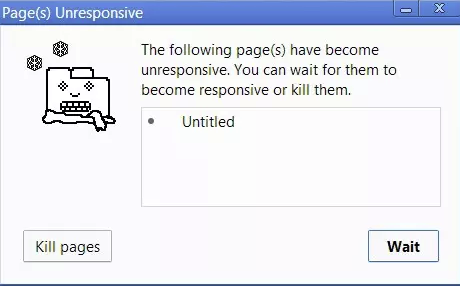 Page(s) Unresponsive
The following page(s) have become
unresponsive. You can wait for them to
become responsive or kill them.
Untitled
Kill pages
Wait